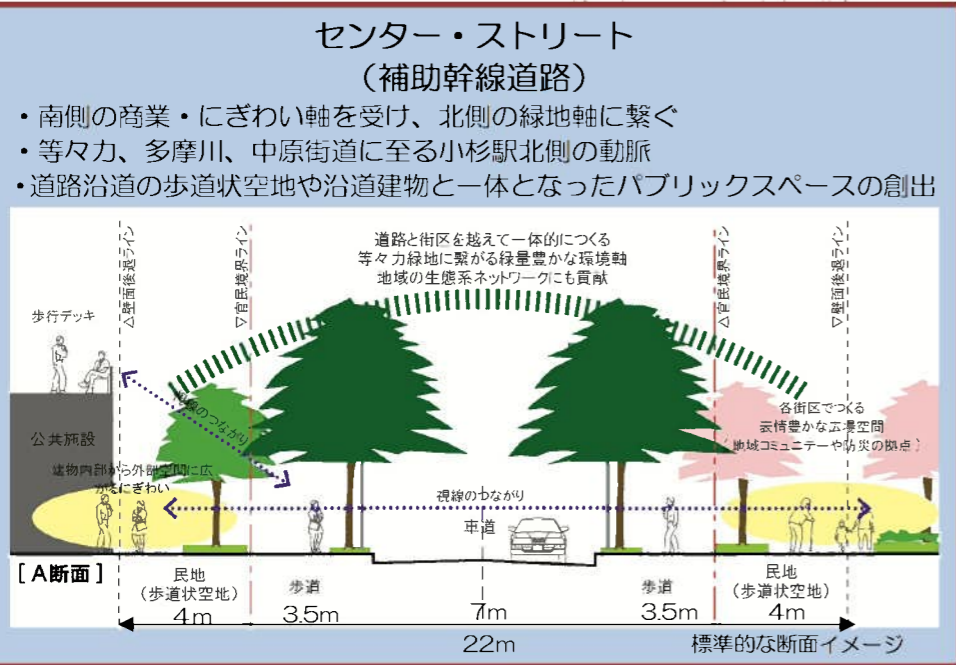 センター・ストリート
（補助幹線道路）
・南側の商業・にぎわい軸を受け、北側の緑地軸に繋ぐ
・等々力、多摩川、中原街道に至る小杉駅北側の動脈
・道路沿道の歩道状空地や沿道建物と一体となったパブリックスペースの創出
△壁面後退ライン
▽官民境界ライン
道路と街区を越えて一体的につくる
等々力緑地に繋がる緑量豊かな環境軸
地域の生態系ネットワークにも貢献
△官民境界ライン
▽壁面後退ライン
歩行デッキ
視線のつながり
各街区でつくる
表情豊かな広場空間
（地域コミュニテーや防災の拠点）
公共施設
建物内部から外部空間に広
がるにぎわい
視線のつながり
車道
[ A断面 ]
民地
（歩道状空地）
4m
歩道
3.5m
7m
歩道
3.5m
民地
（歩道状空地）
4m
22m
標準的な断面イメージ